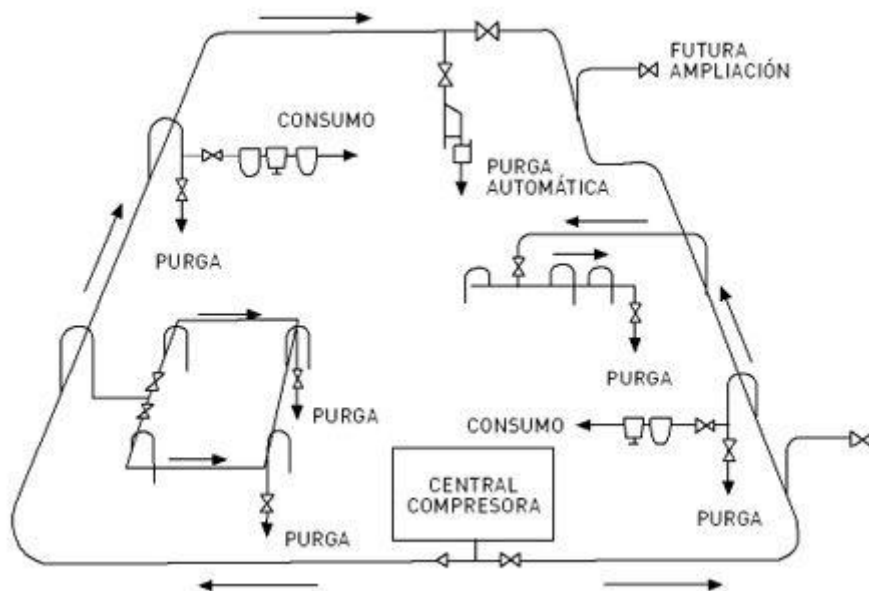 FUTURA
AMPLIACIÓN
CONSUMO
PURGA
AUTOMÁTICA
PURGA
PURGA
PURGA
CONSUMO
CENTRAL
COMPRESORA
PURGA
PURGA